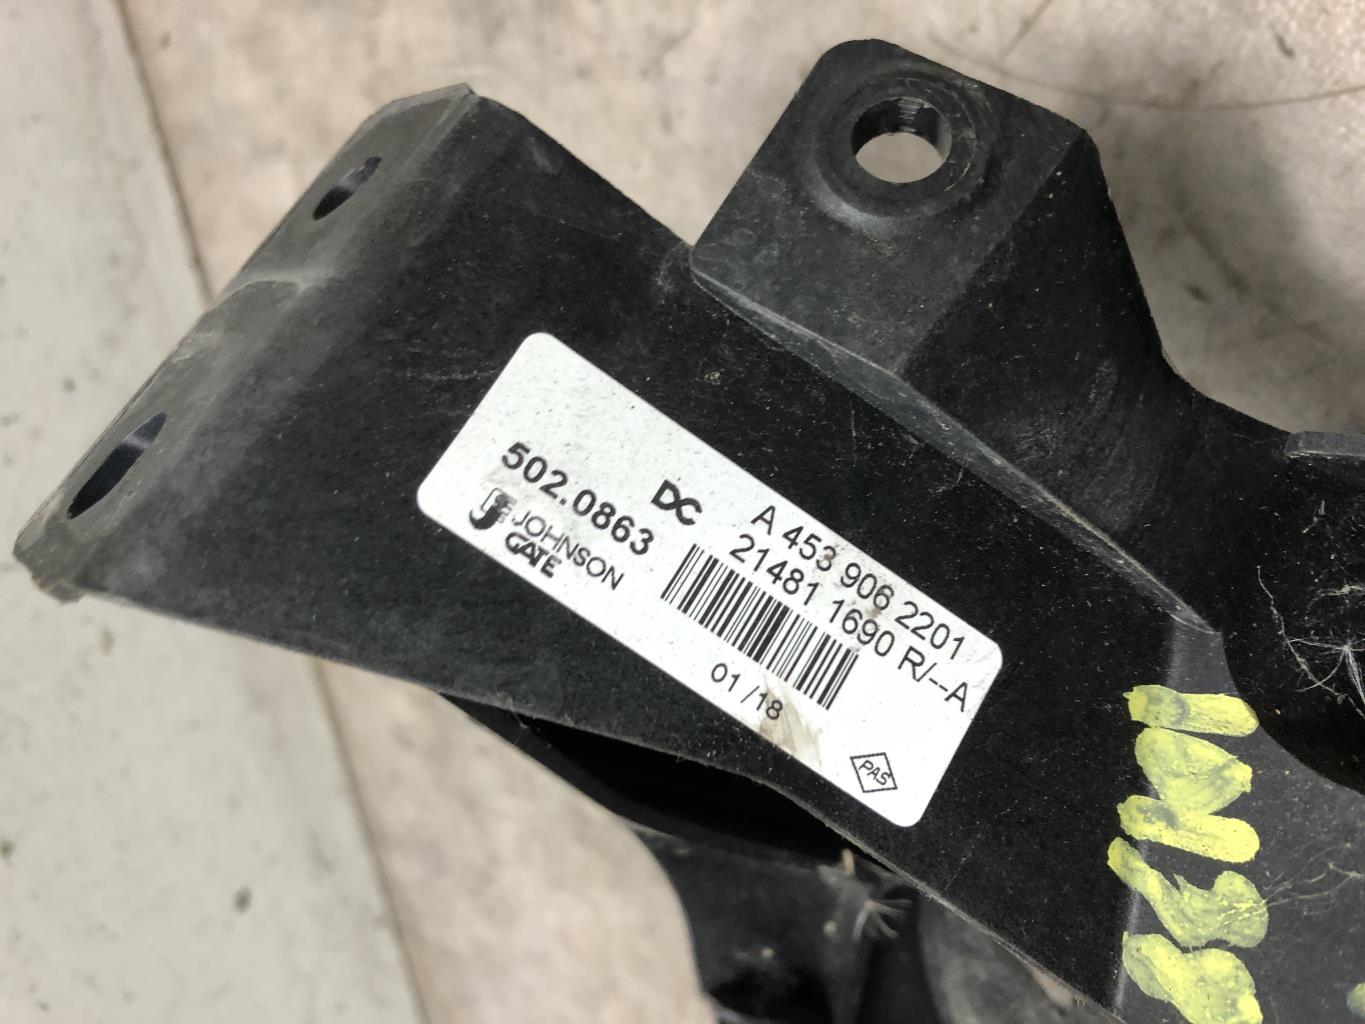 DC A 453 906 2201
21481 1690 R/--A
502.0863
JOHNSON
GATE
01/18
PAS